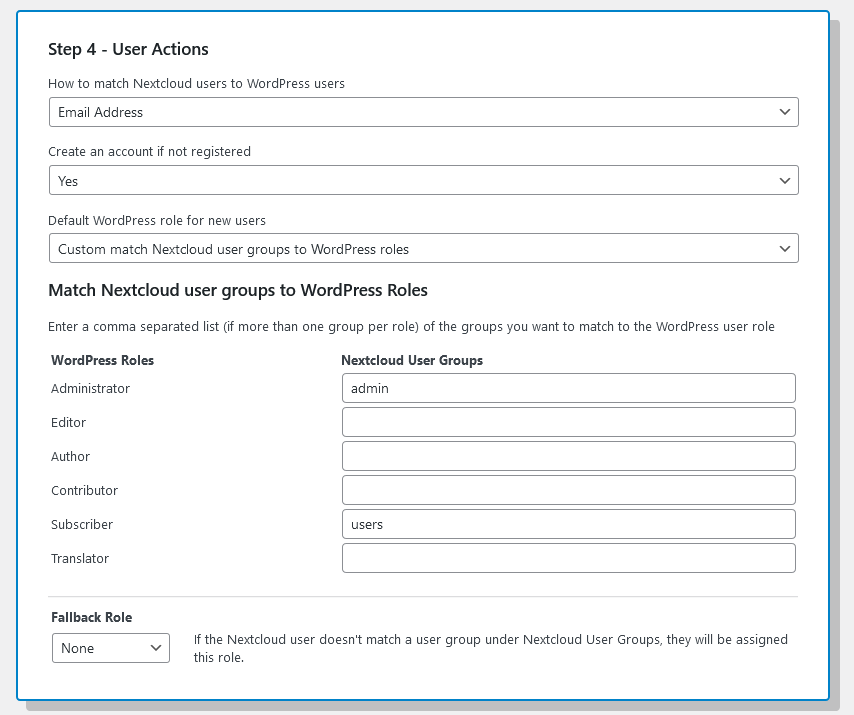 Step 4 - User Actions
How to match Nextcloud users to WordPress users
Email Address
Create an account if not registered
Yes
Default WordPress role for new users
Custom match Nextcloud user groups to WordPress roles
Match Nextcloud user groups to WordPress Roles
Enter a comma separated list (if more than one group per role) of the groups you want to match to the WordPress user role
WordPress Roles Nextcloud User Groups
Administrator admin
Editor
Author
Contributor
Subscriber users
Translator
Fallback Role
None
If the Nextcloud user doesn't match a user group under Nextcloud User Groups, they will be assigned
this role.